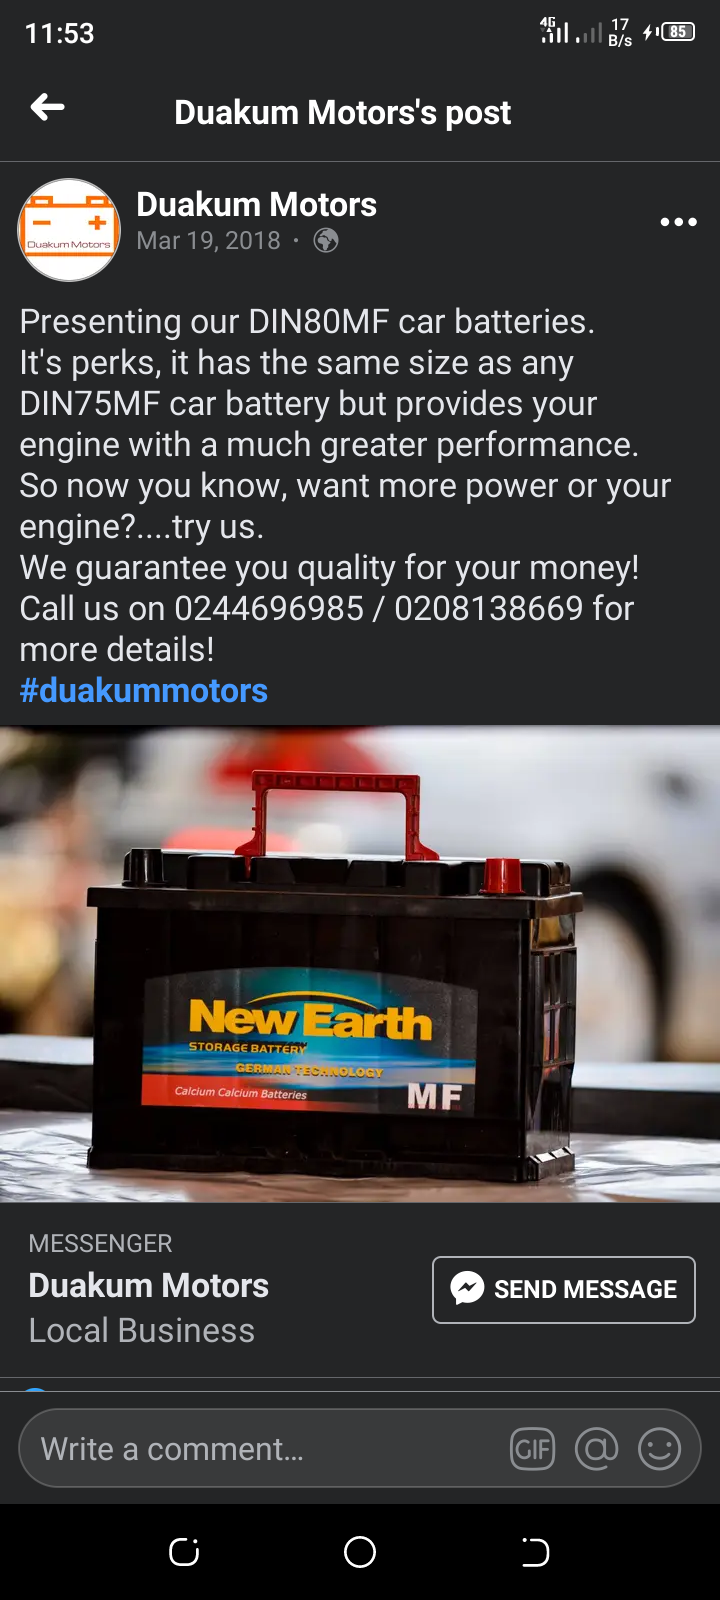 11:53
4G
17
B/s
85
Duakum Motors's post
Duakum Motors
Duakum Motors
Mar 19, 2018 ·
Presenting our DIN80MF car batteries.
It's perks, it has the same size as any
DIN75MF car battery but provides your
engine with a much greater performance.
So now you know, want more power or your
engine?....try us.
We guarantee you quality for your money!
Call us on 0244696985 / 0208138669 for
more details!
#duakummotors
New Earth
STORAGE BATTERY
GERMAN TECHNOLOGY
Calcium Calcium Batteries
MF
MESSENGER
Duakum Motors
SEND MESSAGE
Local Business
Write a comment...
GIF
@